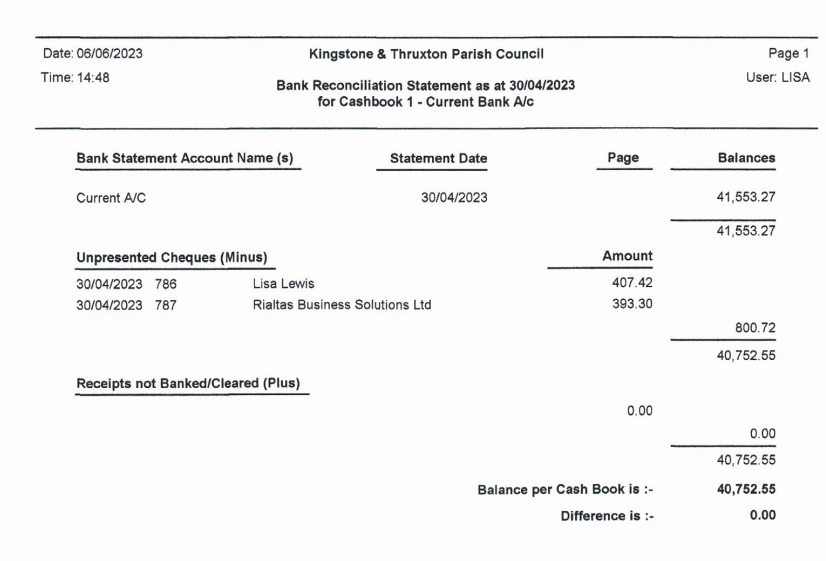 Date: 06/06/2023 Kingstone & Thruxton Parish Council Page 1
Time: 14:48 User: LISA
Bank Reconciliation Statement as at 30/04/2023
for Cashbook 1 - Current Bank A/c
Bank Statement Account Name (s) Statement Date Page Balances
Current A/C 30/04/2023 41,553.27
41,553.27
Unpresented Cheques (Minus) Amount
30/04/2023 786 Lisa Lewis 407.42
30/04/2023 787 Rialtas Business Solutions Ltd 393.30
800.72
40,752.55
Receipts not Banked/Cleared (Plus)
0.00
0.00
40,752.55
Balance per Cash Book is :- 40,752.55
Difference is :- 0.00